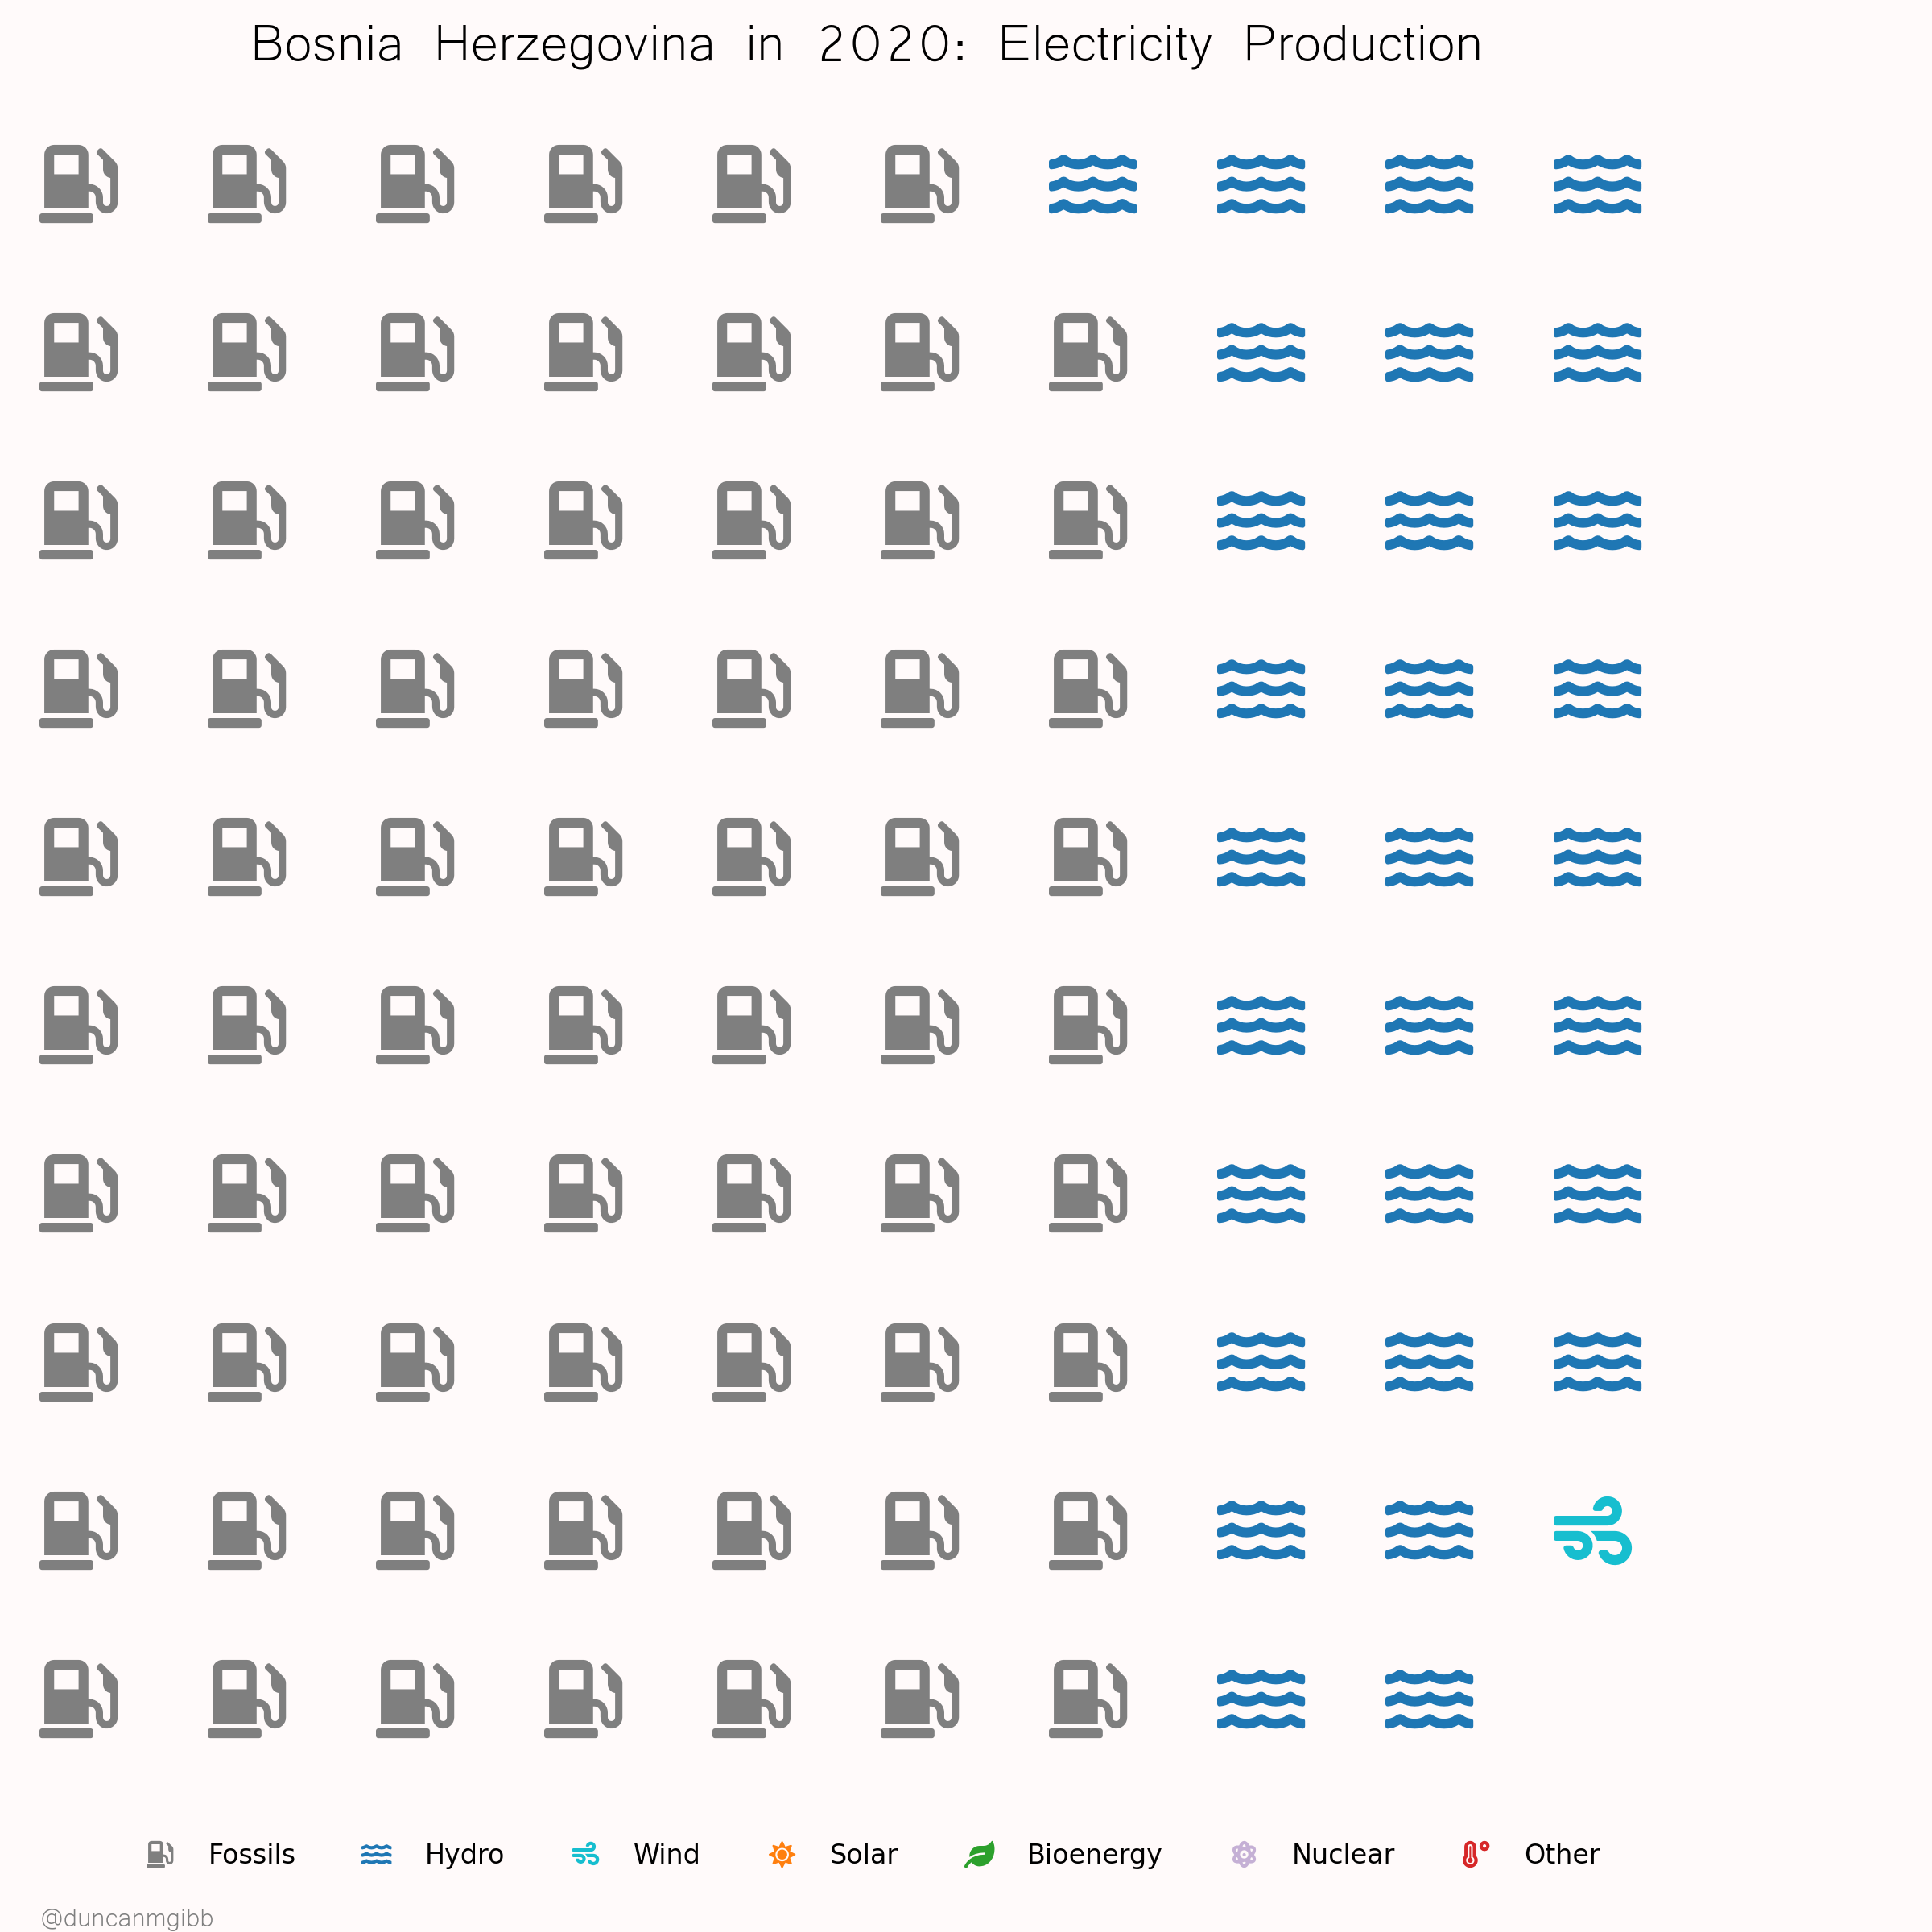 Bosnia Herzegovina in 2020: Electricity Production
Fossils Hydro Wind Solar Bioenergy Nuclear Other
@duncanmgibb